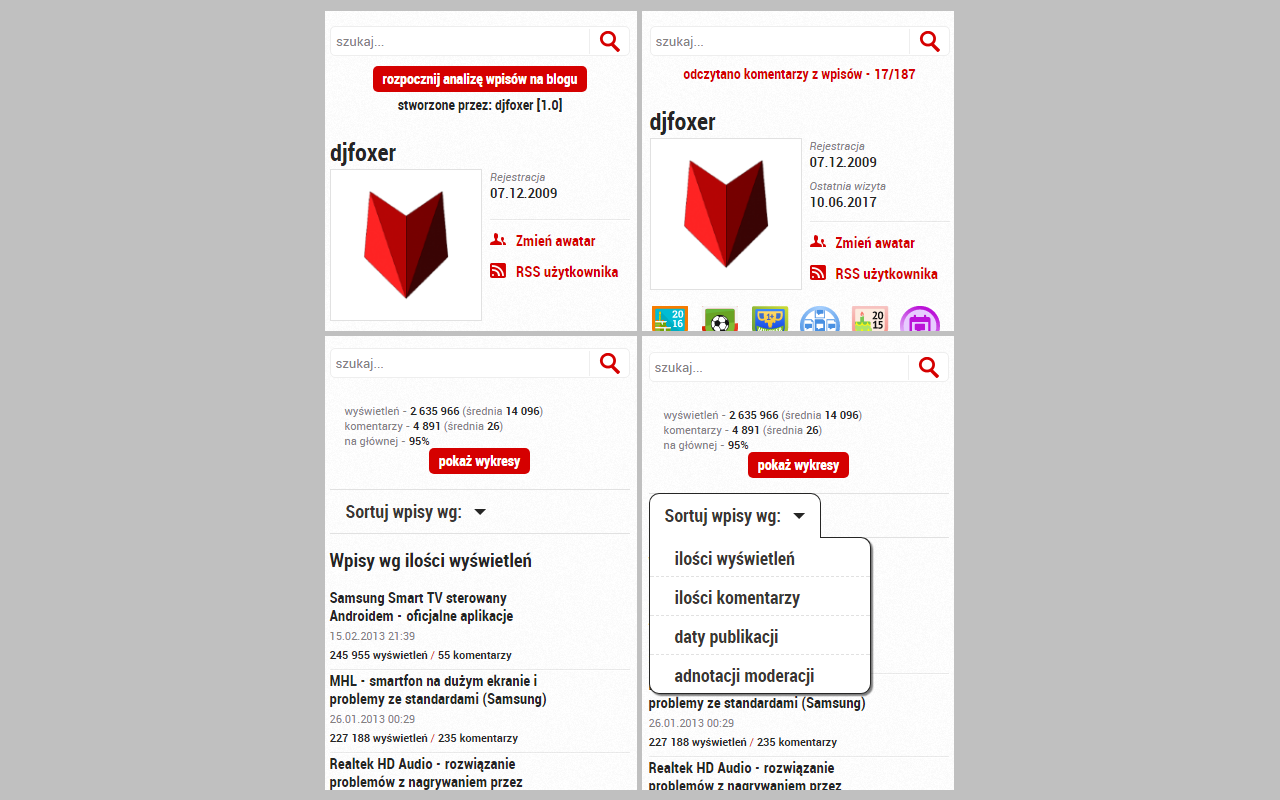 szukaj...
rozpocznij analizę wpisów na blogu
stworzone przez: djfoxer [1.0]
djfoxer
Rejestracja
07.12.2009
Zmień awatar
RSS użytkownika
szukaj...
odczytano komentarzy z wpisów - 17/187
djfoxer
Rejestracja
07.12.2009
Ostatnia wizyta
10.06.2017
Zmień awatar
RSS użytkownika
20
16
1+
20
15
szukaj...
wyświetleń - 2 635 966 (średnia 14 096)
komentarzy - 4 891 (średnia 26)
na głównej - 95%
pokaż wykresy
Sortuj wpisy wg:
Wpisy wg ilości wyświetleń
Samsung Smart TV sterowany
Androidem - oficjalne aplikacje
15.02.2013 21:39
245 955 wyświetleń / 55 komentarzy
MHL - smartfon na dużym ekranie i
problemy ze standardami (Samsung)
26.01.2013 00:29
227 188 wyświetleń / 235 komentarzy
Realtek HD Audio - rozwiązanie
problemów z nagrywaniem przez
szukaj...
wyświetleń - 2 635 966 (średnia 14 096)
komentarzy - 4 891 (średnia 26)
na głównej - 95%
pokaż wykresy
Sortuj wpisy wg:
ilości wyświetleń
ilości komentarzy
daty publikacji
adnotacji moderacji
problemy ze standardami (Samsung)
26.01.2013 00:29
227 188 wyświetleń / 235 komentarzy
Realtek HD Audio - rozwiązanie
problemów z nagrywaniem przez